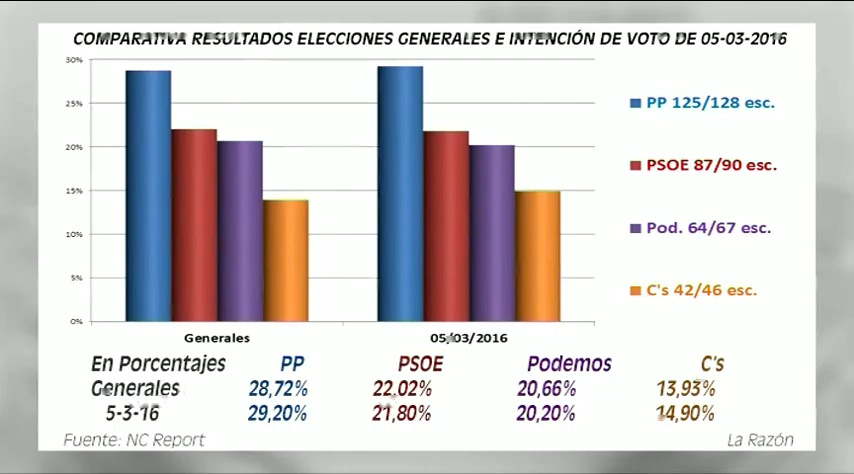 COMPARATIVA RESULTADOS ELECCIONES GENERALES E INTENCIÓN DE VOTO DE 05-03-2016
30%
25%
20%
15%
10%
5%
0%
Generales 05/03/2016
PP 125/128 esc.
PSOE 87/90 esc.
Pod. 64/67 esc.
C's 42/46 esc.
En Porcentajes PP PSOE Podemos C's
Generales 28,72% 22,02% 20,66% 13,93%
5-3-16 29,20% 21,80% 20,20% 14,90%
Fuente: NC Report La Razón